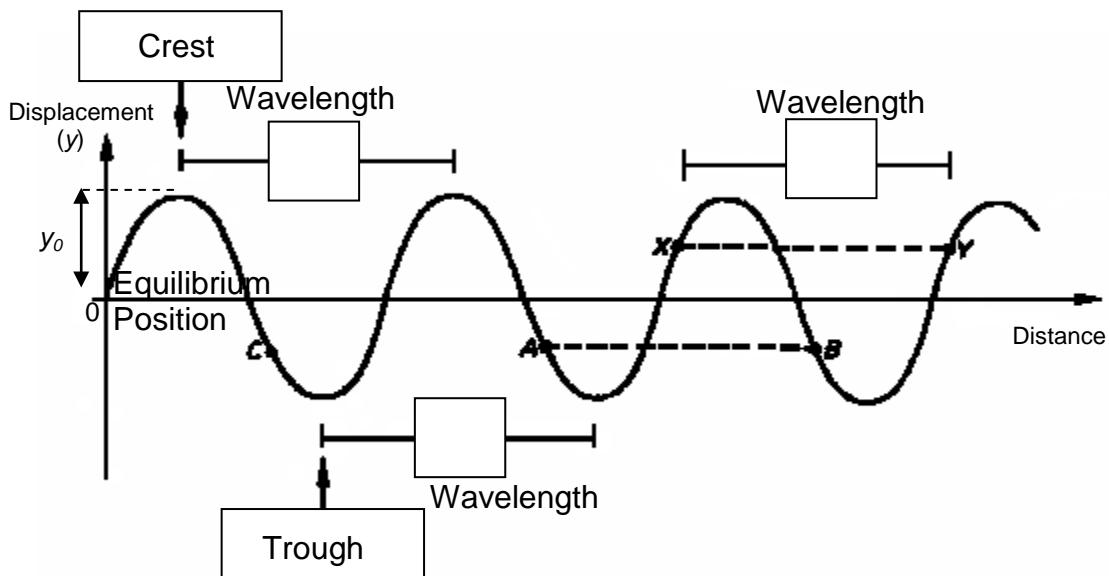 Crest
Wavelength
Wavelength
Displacement
(y)
y0
X
Y
Equilibrium
Position
0
Distance
C
A
B
Wavelength
Trough